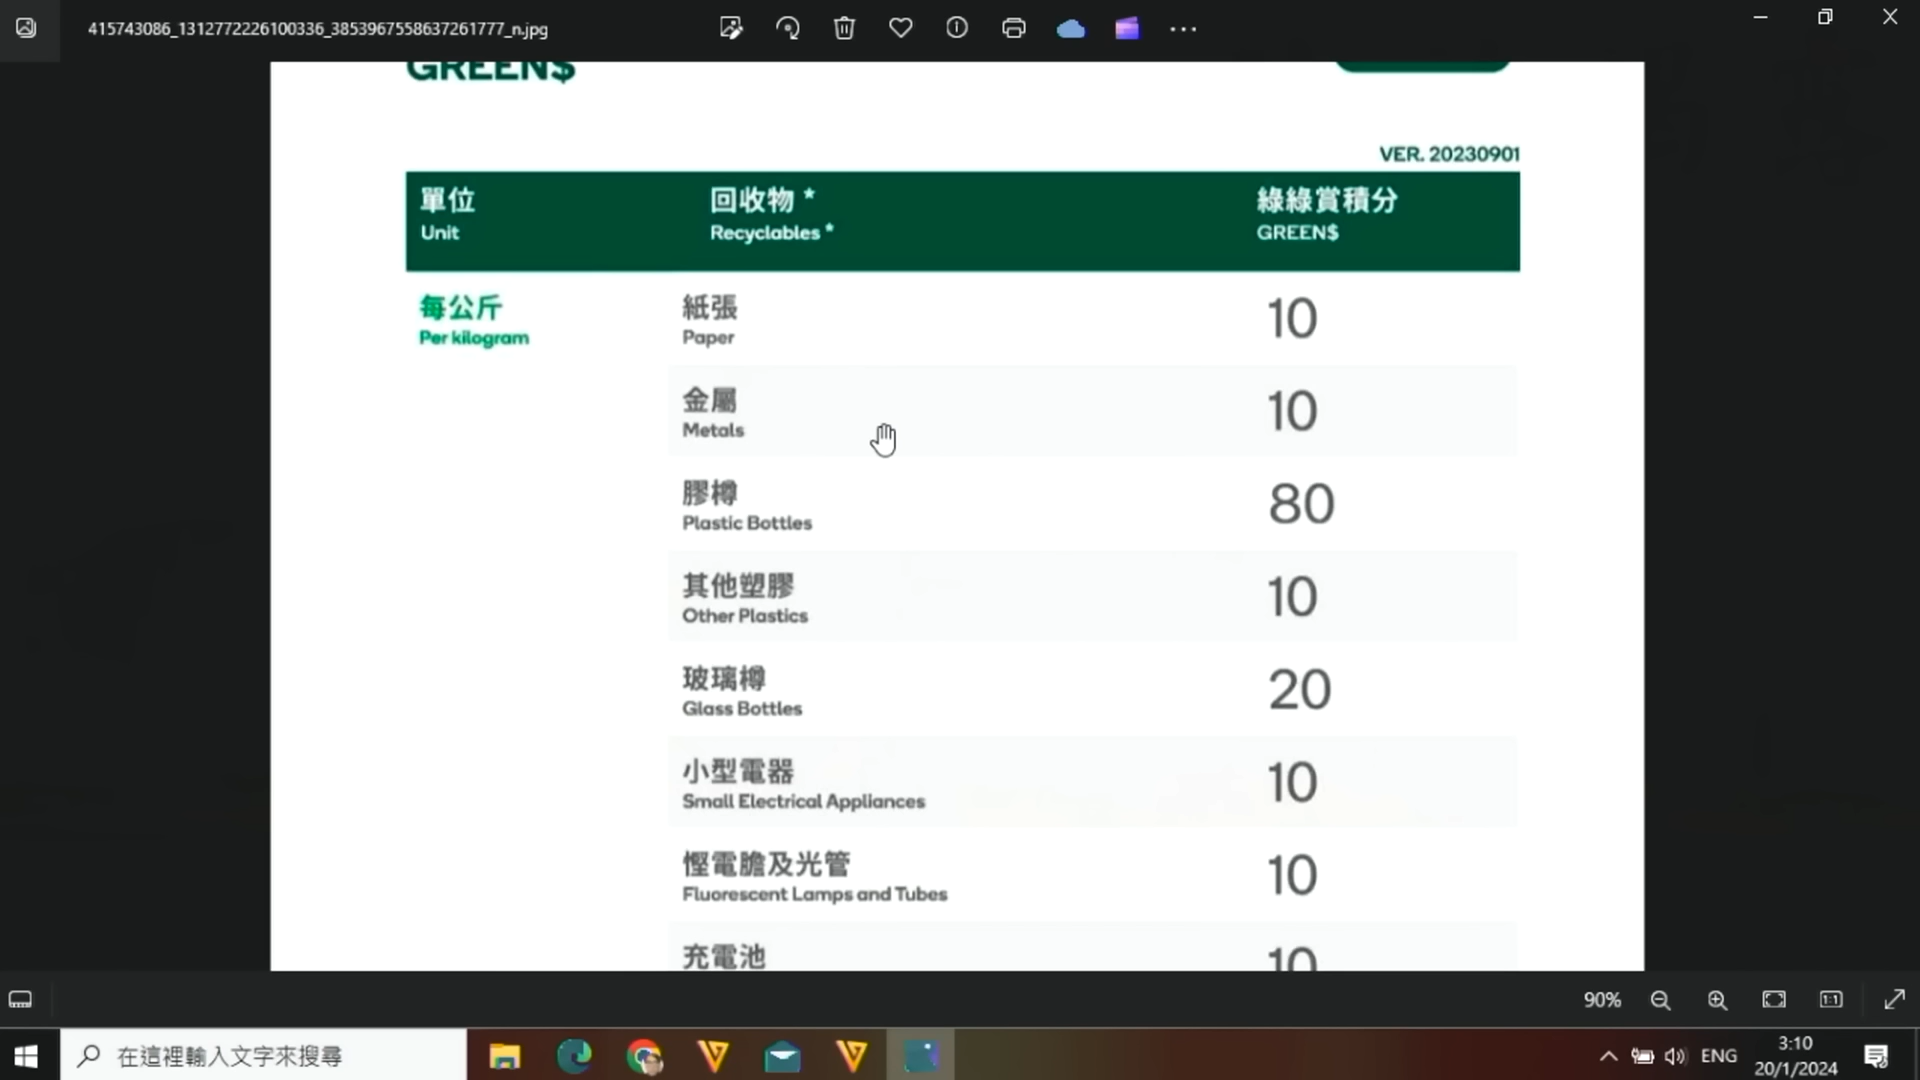 415743086_1312772226100336_3853967558637261777_n.jpg
GREEN$
VER. 20230901
單位 回收物 * 綠綠賞積分
Unit Recyclables * GREEN$
每公斤 紙張 10
Per kilogram Paper
金屬 10
Metals
膠樽 80
Plastic Bottles
其他塑膠 10
Other Plastics
玻璃樽 20
Glass Bottles
小型電器 10
Small Electrical Appliances
慳電膽及光管 10
Fluorescent Lamps and Tubes
充電池 10
90%
1:1
在這裡輸入文字來搜尋
ENG
3:10
20/1/2024